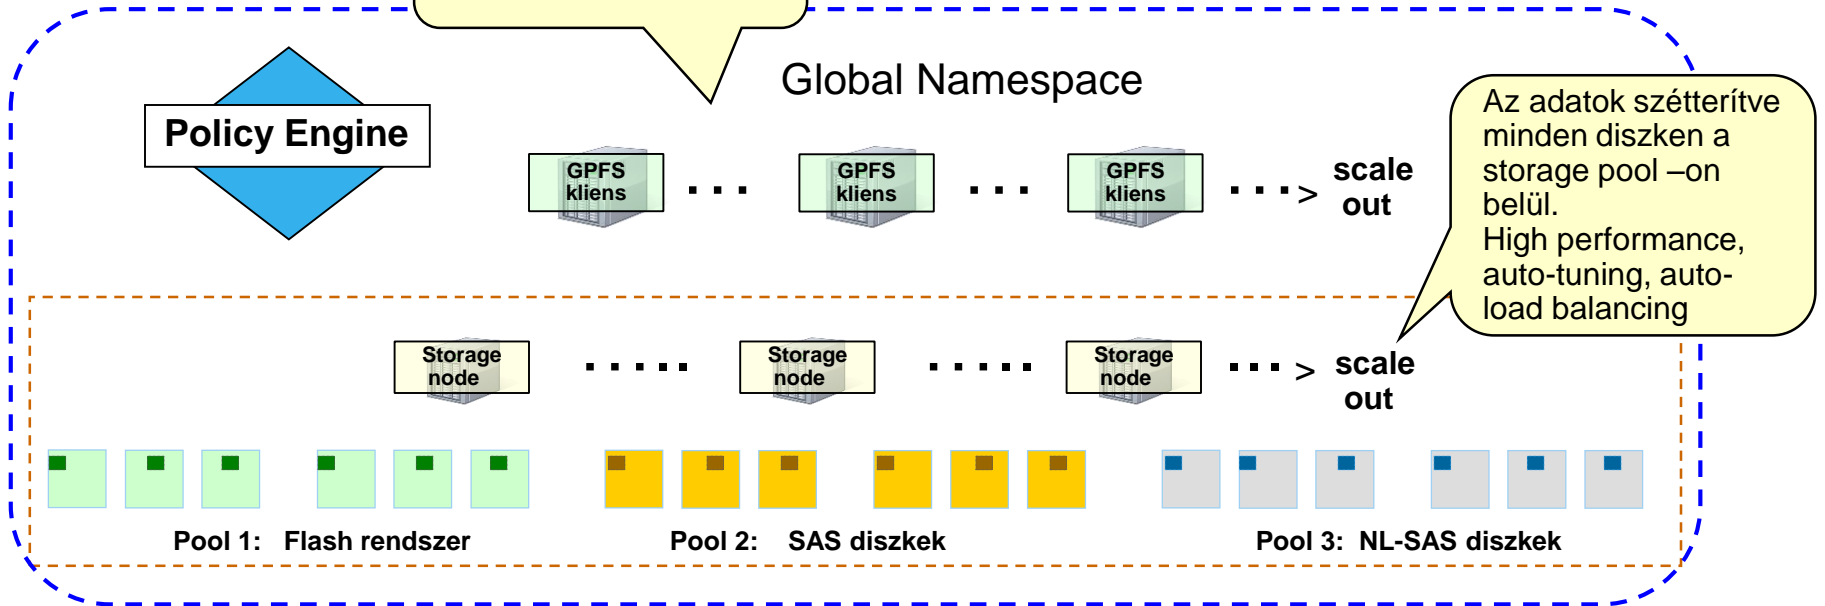 Global Namespace
Policy Engine
GPFS
kliens
GPFS
kliens
GPFS
kliens
scale
out
Az adatok szétterítve
minden diszken a
storage pool –on
belül.
High performance,
auto-tuning, auto-
load balancing
Storage
node
Storage
node
Storage
node
scale
out
Pool 1: Flash rendszer
Pool 2: SAS diszkek
Pool 3: NL-SAS diszkek